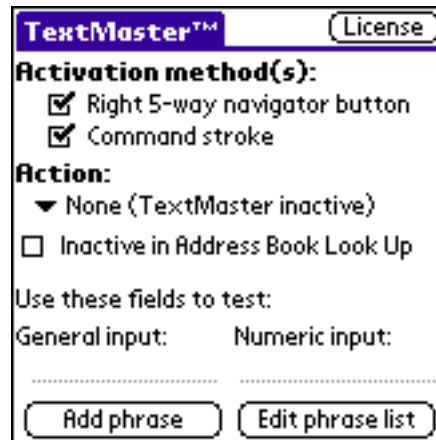 TextMaster™ License
Activation method(s):
Right 5-way navigator button
Command stroke
Action:
None (TextMaster inactive)
Inactive in Address Book Look Up
Use these fields to test:
General input: Numeric input:
Add phrase Edit phrase list